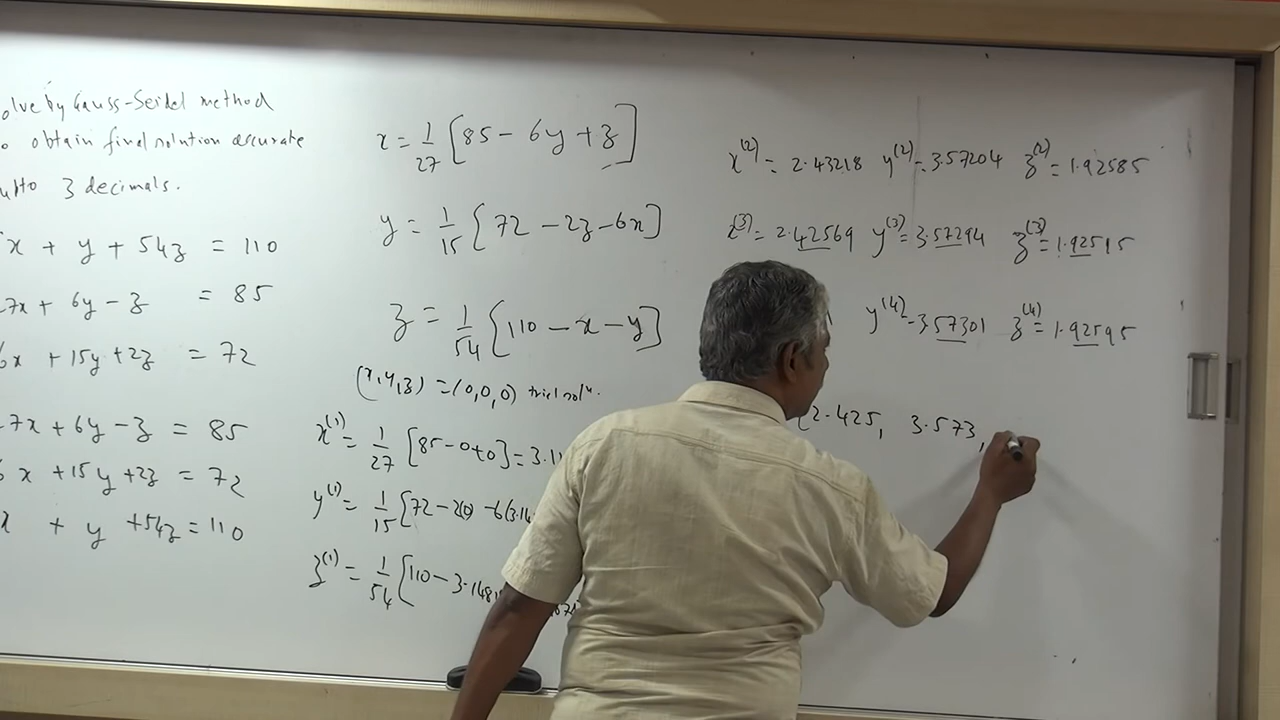 olve by Gauss-Seidel method
o obtain final solution accurate
upto 3 decimals.
x + y + 54z = 110
7x + 6y - z = 85
6x + 15y + 2z = 72
7x + 6y - z = 85
6x + 15y + 2z = 72
x + y + 54z = 110
x = 1/27 [85 - 6y + z]
y = 1/15 [72 - 2z - 6x]
z = 1/54 [110 - x - y]
(x, y, z) = (0, 0, 0) trial solⁿ.
x⁽¹⁾ = 1/27 [85 - 0 + 0] = 3.1
y⁽¹⁾ = 1/15 [72 - 2(0) - 6(3.14
z⁽¹⁾ = 1/54 [110 - 3.148
x⁽²⁾ = 2.43218 y⁽²⁾ = 3.57204 z⁽²⁾ = 1.92585
x⁽³⁾ = 2.42569 y⁽³⁾ = 3.57294 z⁽³⁾ = 1.92515
y⁽⁴⁾ = 3.57301 z⁽⁴⁾ = 1.92595
(2.425, 3.573,